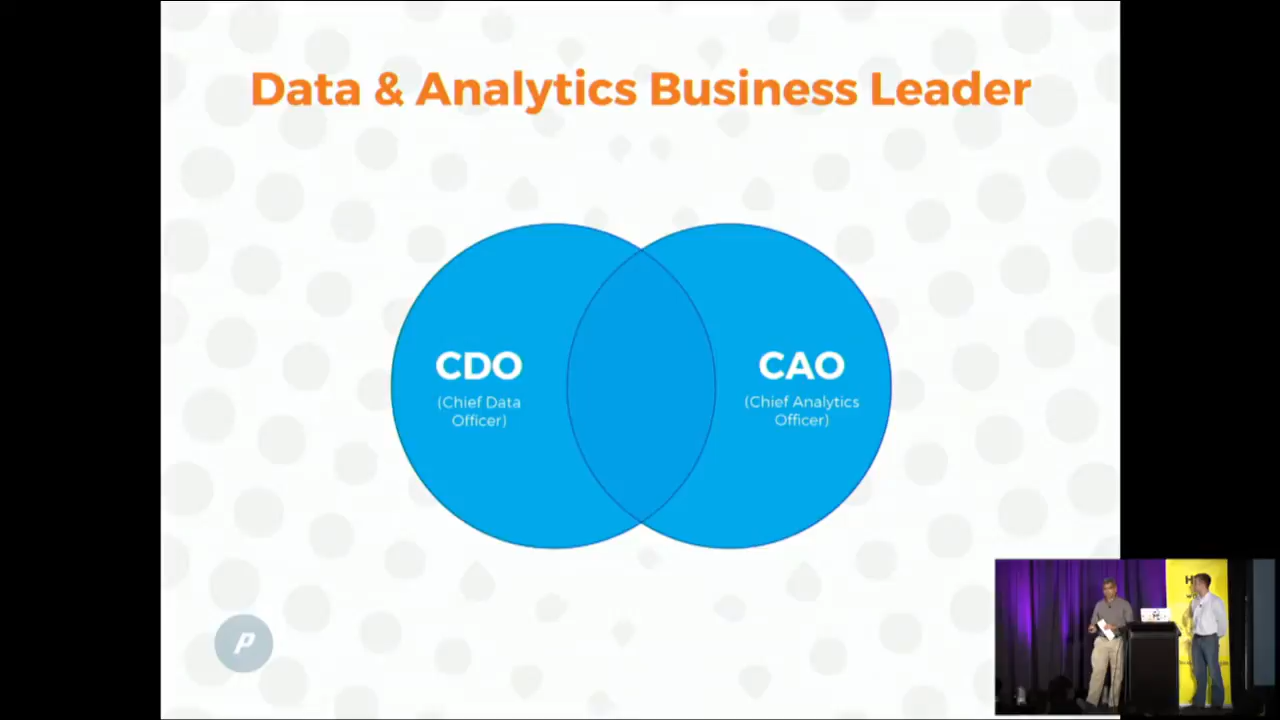 Data & Analytics Business Leader
CDO
(Chief Data
Officer)
CAO
(Chief Analytics
Officer)
P